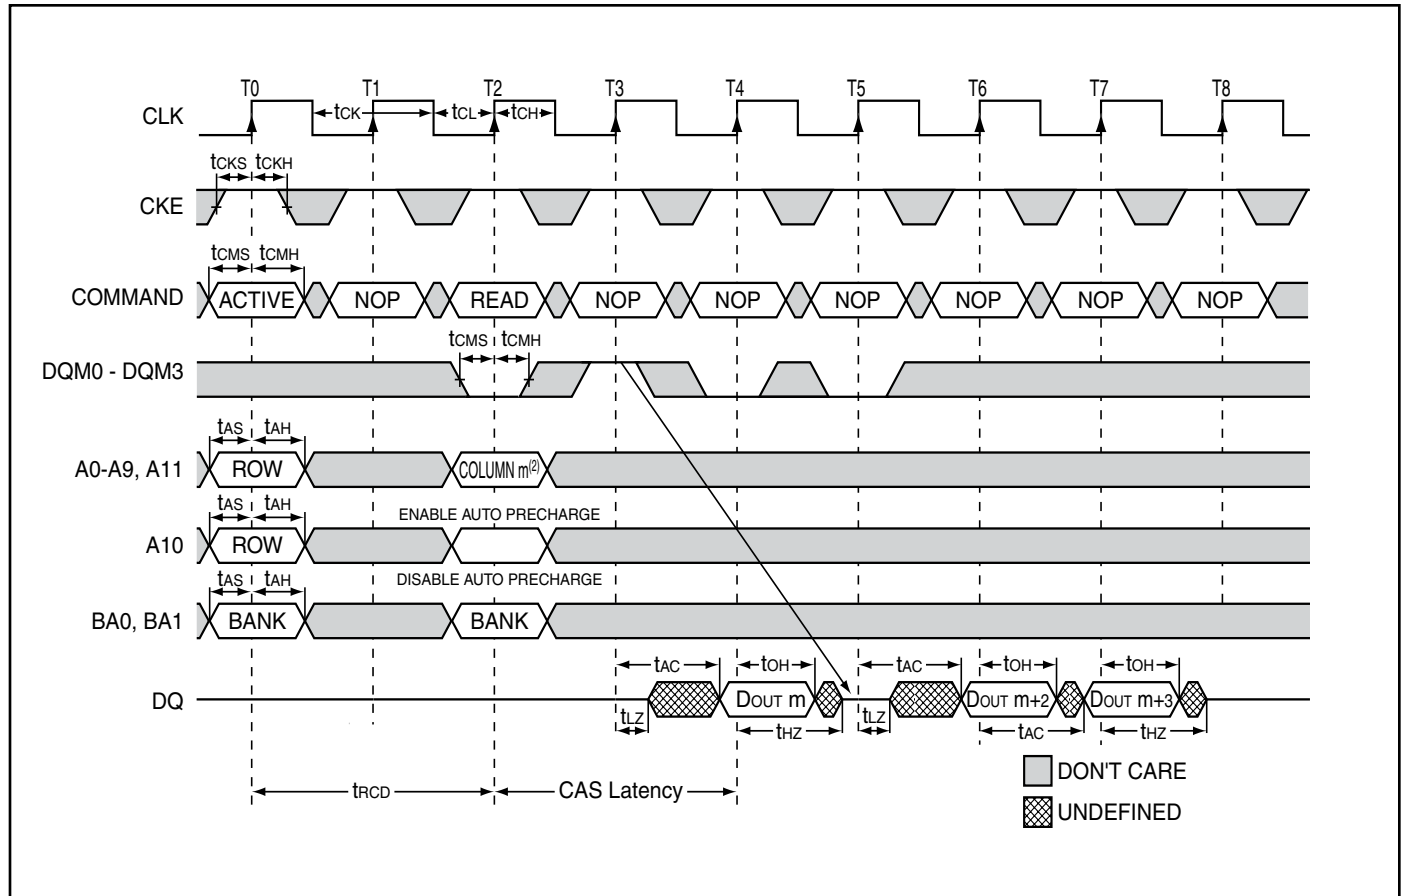 T0 T1 T2 T3 T4 T5 T6 T7 T8
CLK tCK tCL tCH
tCKS tCKH
CKE
tCMS tCMH
COMMAND ACTIVE NOP READ NOP NOP NOP NOP NOP NOP
tCMS tCMH
DQM0 - DQM3
tAS tAH
A0-A9, A11 ROW COLUMN m(2)
tAS tAH ENABLE AUTO PRECHARGE
A10 ROW
tAS tAH DISABLE AUTO PRECHARGE
BA0, BA1 BANK BANK
tAC tOH tAC tOH tOH
DQ DOUT m DOUT m+2 DOUT m+3
tLZ tHZ tLZ tAC tHZ
DON'T CARE
tRCD CAS Latency
UNDEFINED